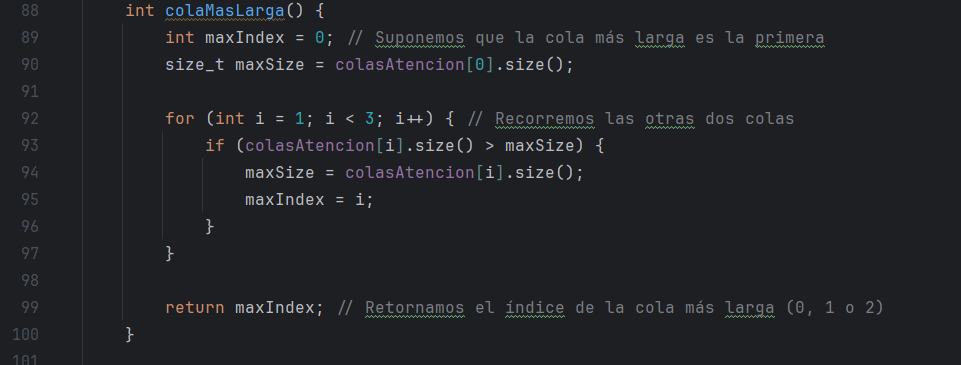 88 int colaMasLarga() {
89 int maxIndex = 0; // Suponemos que la cola más larga es la primera
90 size_t maxSize = colasAtencion[0].size();
91
92 for (int i = 1; i < 3; i++) { // Recorremos las otras dos colas
93 if (colasAtencion[i].size() > maxSize) {
94 maxSize = colasAtencion[i].size();
95 maxIndex = i;
96 }
97 }
98
99 return maxIndex; // Retornamos el índice de la cola más larga (0, 1 o 2)
100 }
101